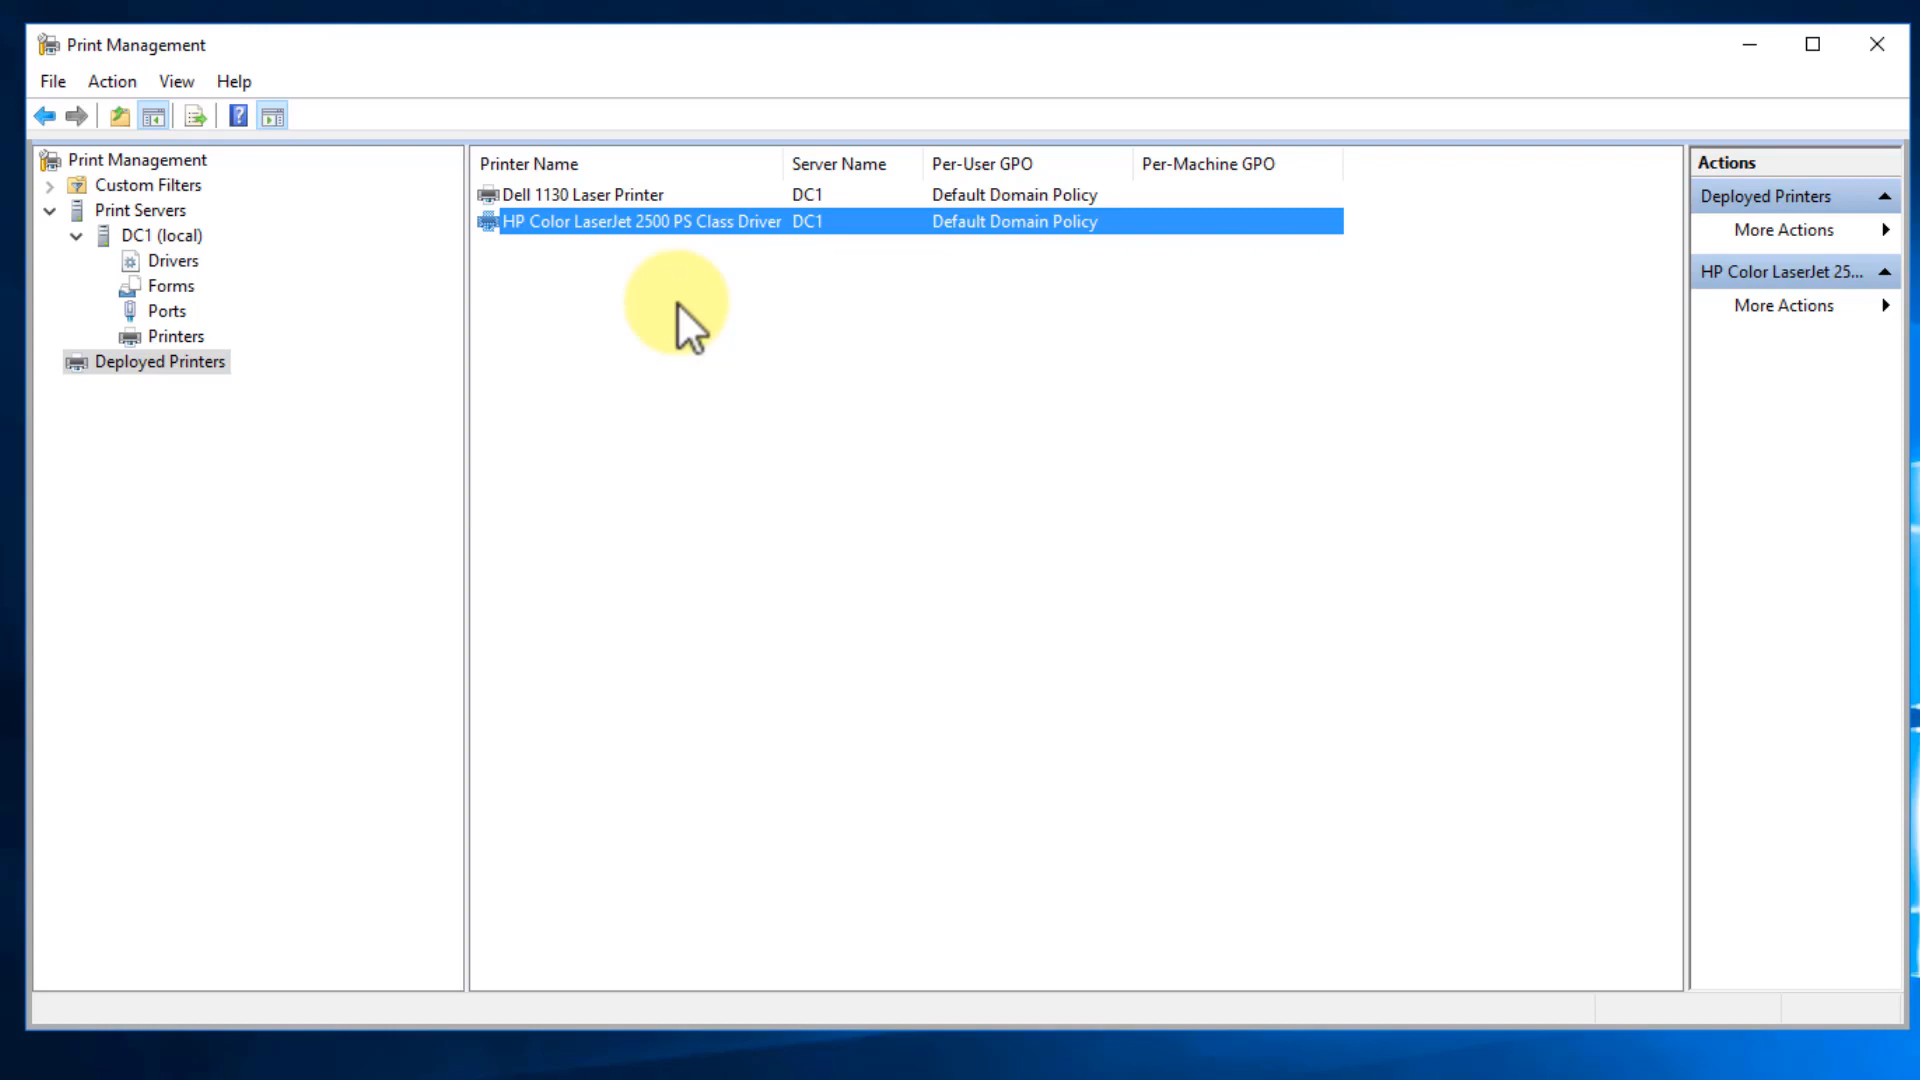 Print Management
File Action View Help
Print Management
Custom Filters
Print Servers
DC1 (local)
Drivers
Forms
Ports
Printers
Deployed Printers
Printer Name Server Name Per-User GPO Per-Machine GPO
Dell 1130 Laser Printer DC1 Default Domain Policy
HP Color LaserJet 2500 PS Class Driver DC1 Default Domain Policy
Actions
Deployed Printers
More Actions
HP Color LaserJet 25...
More Actions